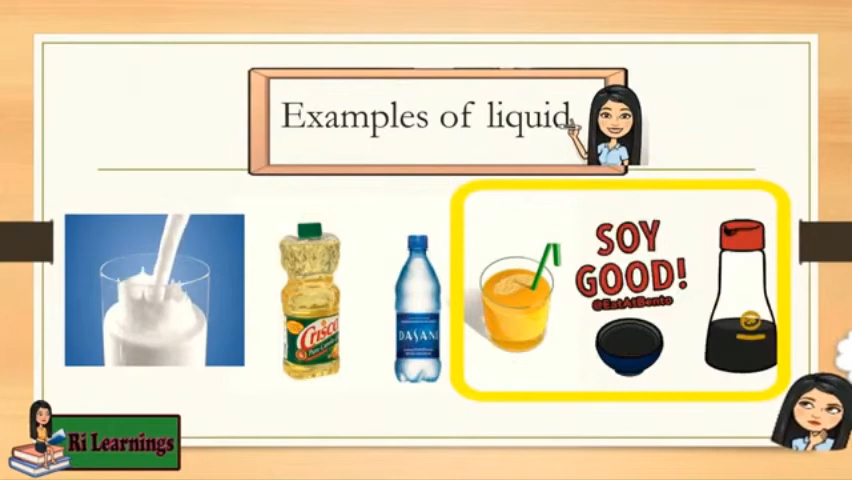 Examples of liquid
SOY
GOOD!
@EatAtBento
Crisco
DASANI
Ri Learnings